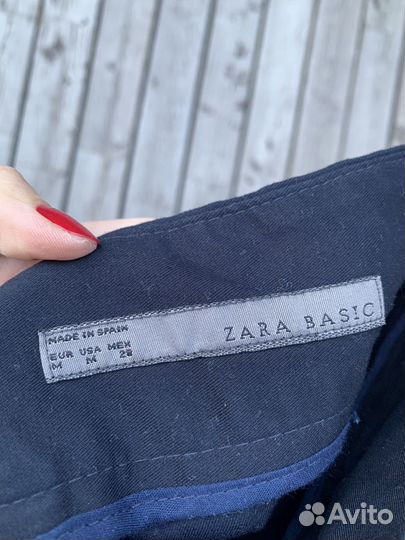 MADE IN SPAIN
EUR USA MEX
M M 28
ZARA BASIC
Avito